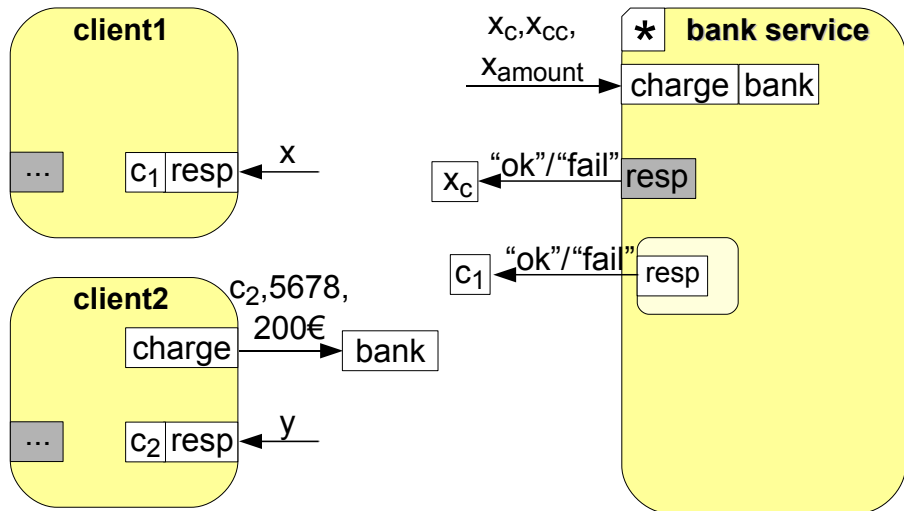 client1
...
c1 resp
x
client2
c2,5678,
200€
charge
bank
...
c2 resp
y
xc,xcc,
xamount
* bank service
charge bank
"ok"/"fail"
xc
resp
"ok"/"fail"
c1
resp